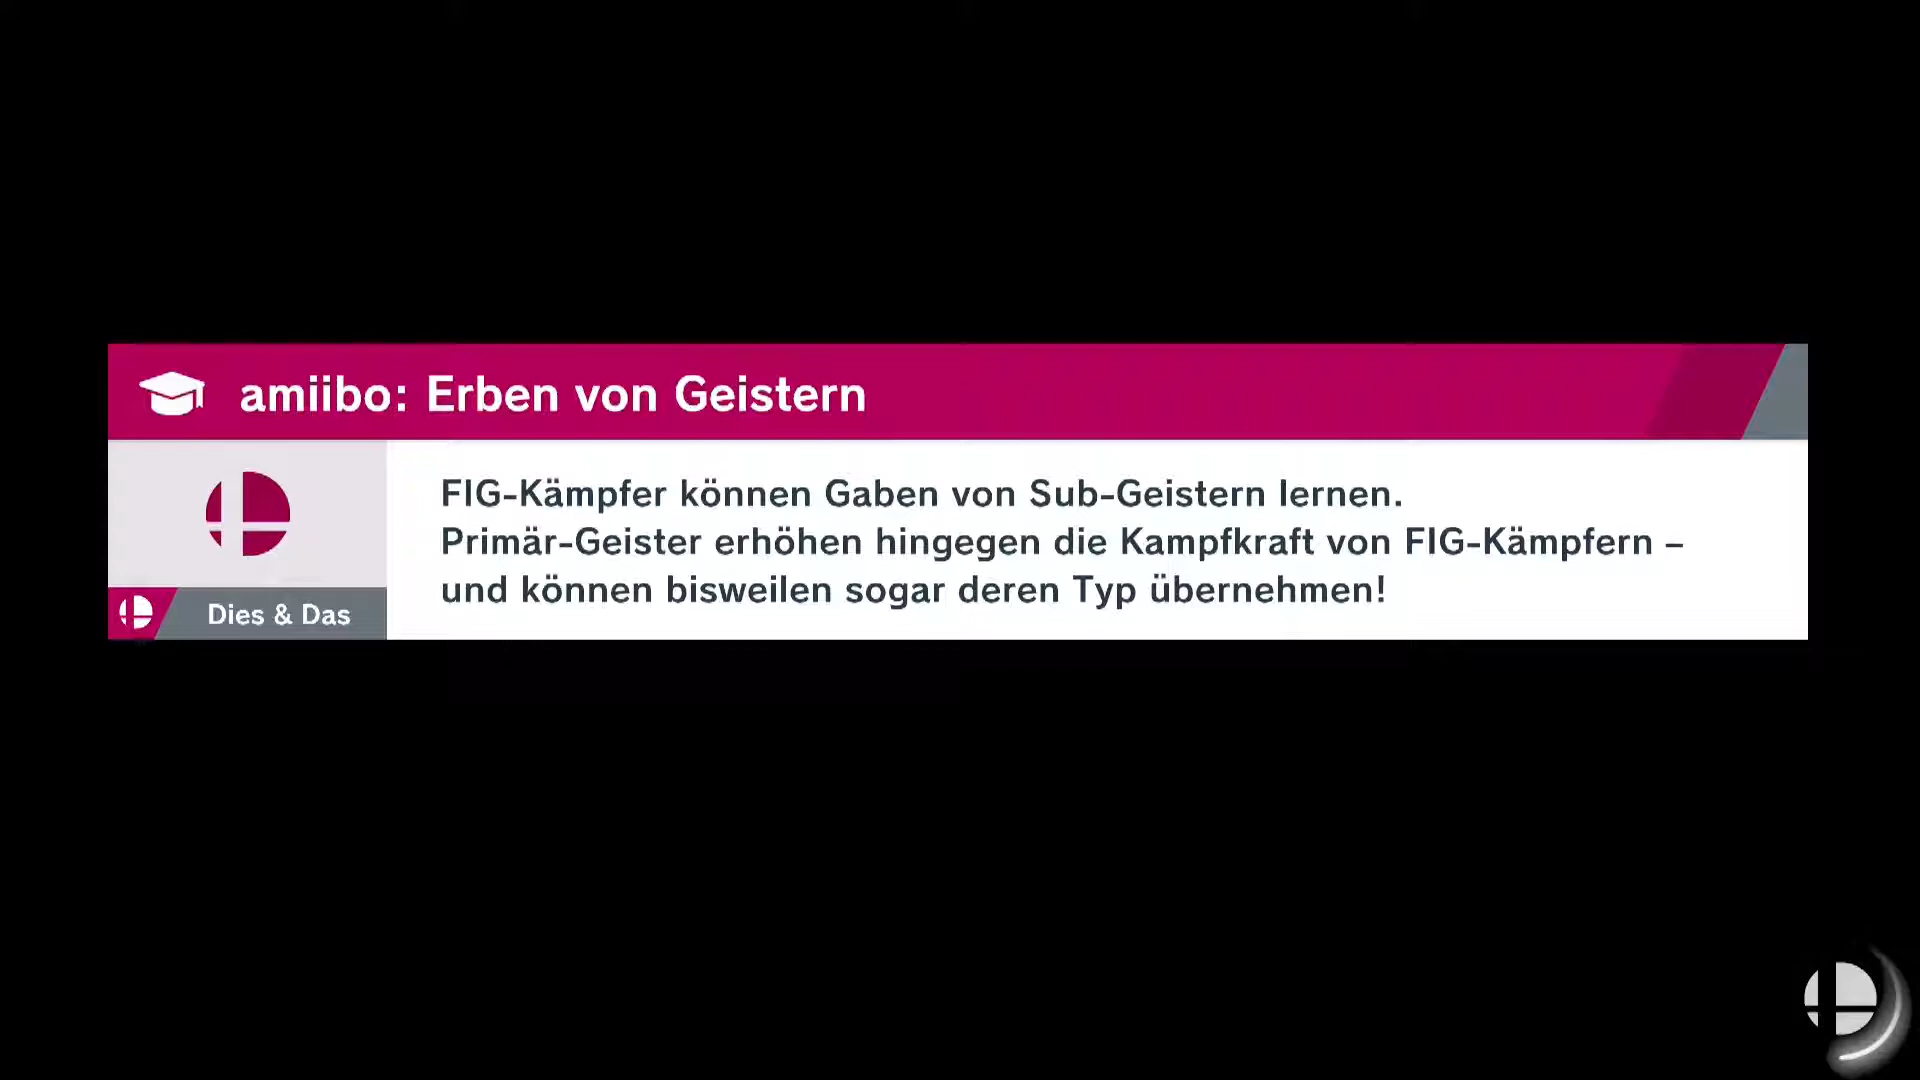 amiibo: Erben von Geistern
FIG-Kämpfer können Gaben von Sub-Geistern lernen.
Primär-Geister erhöhen hingegen die Kampfkraft von FIG-Kämpfern –
und können bisweilen sogar deren Typ übernehmen!
Dies & Das